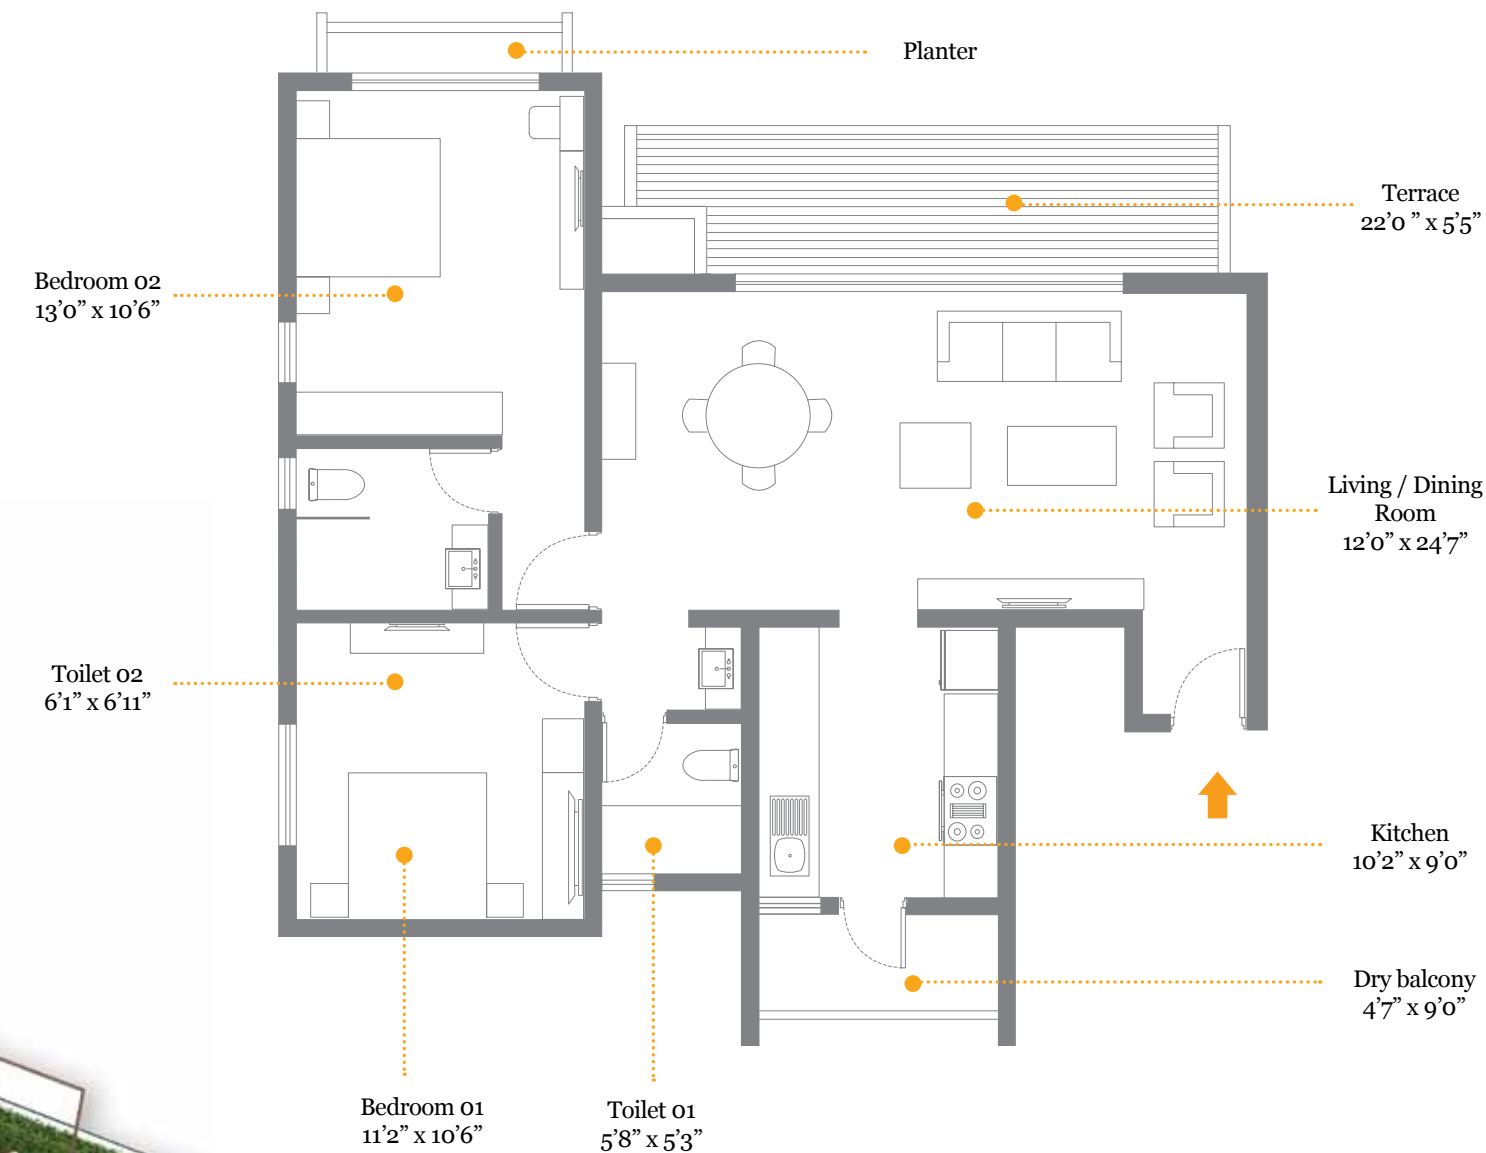 Planter
Terrace
22’0 ” x 5’5”
Bedroom 02
13’0” x 10’6”
Living / Dining
Room
12’0” x 24’7”
Toilet 02
6’1” x 6’11”
Kitchen
10’2” x 9’0”
Dry balcony
4’7” x 9’0”
Bedroom 01
11’2” x 10’6”
Toilet 01
5’8” x 5’3”